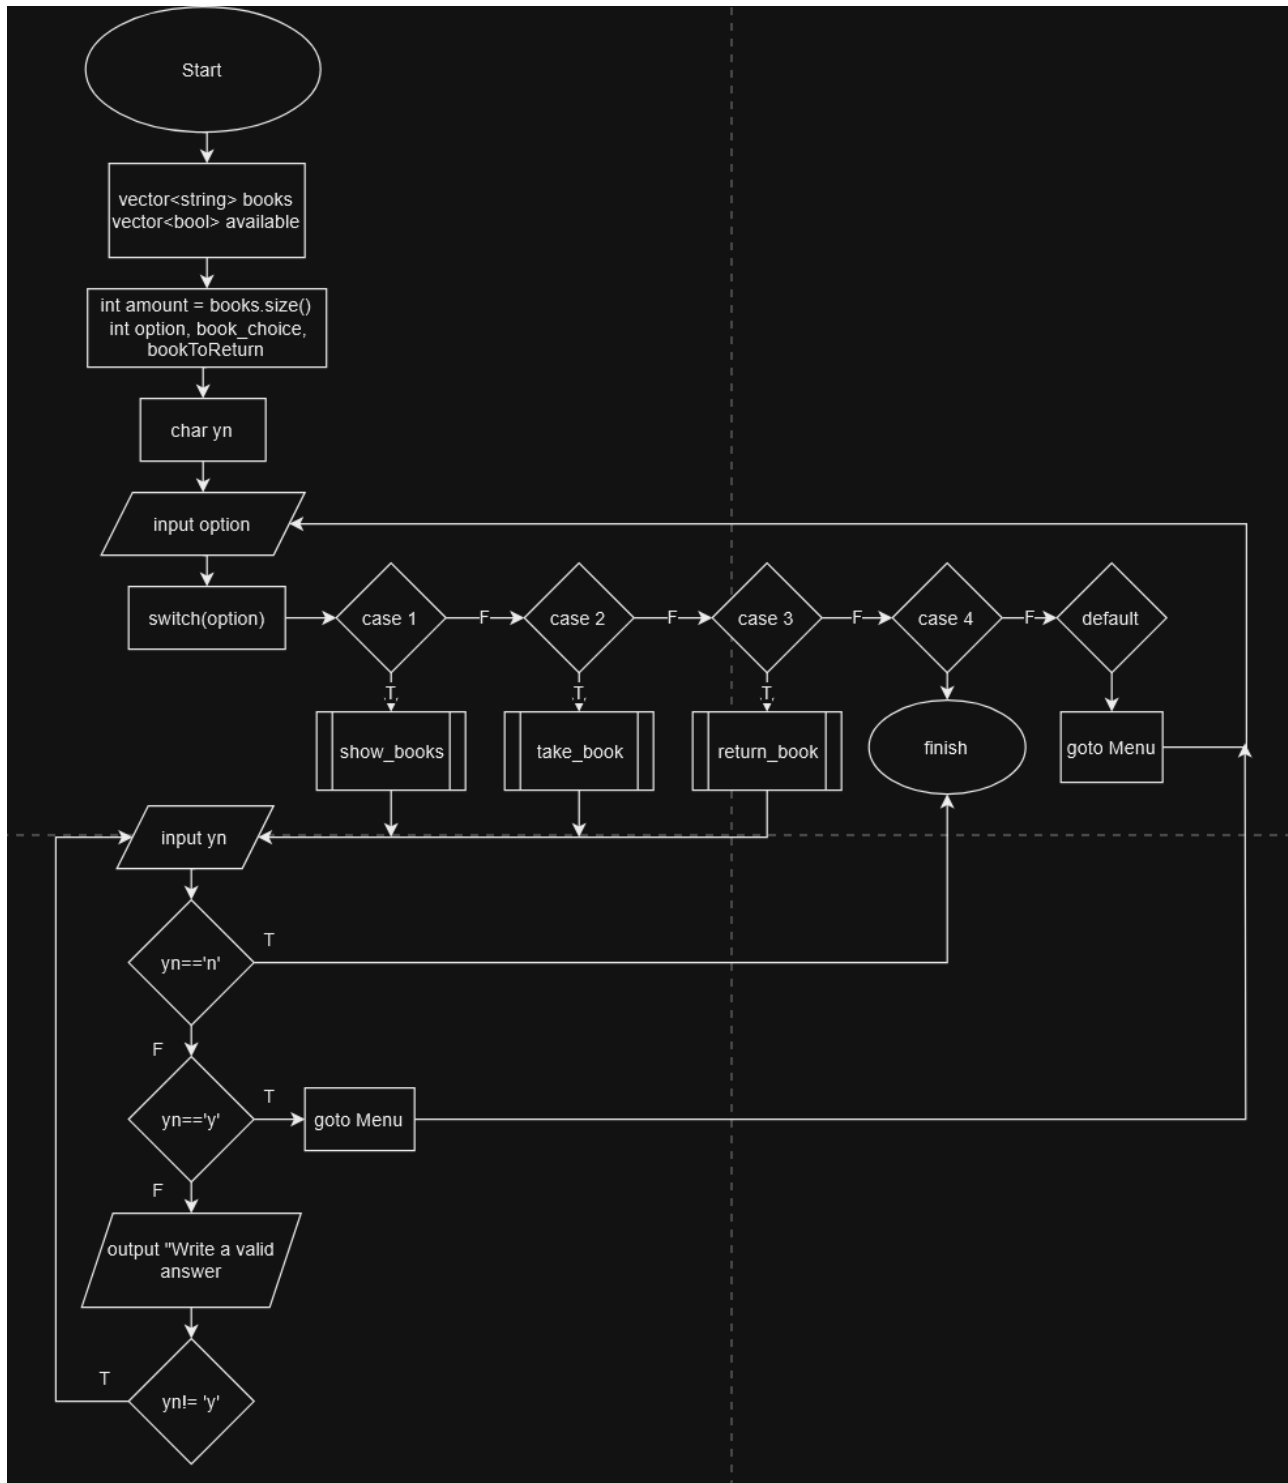 Start
vector<string> books
vector<bool> available
int amount = books.size()
int option, book_choice,
bookToReturn
char yn
input option
switch(option)
case 1
F
case 2
F
case 3
F
case 4
F
default
T
T
T
show_books
take_book
return_book
finish
goto Menu
input yn
T
yn=='n'
F
T
yn=='y'
goto Menu
F
output "Write a valid
answer
T
yn!= 'y'